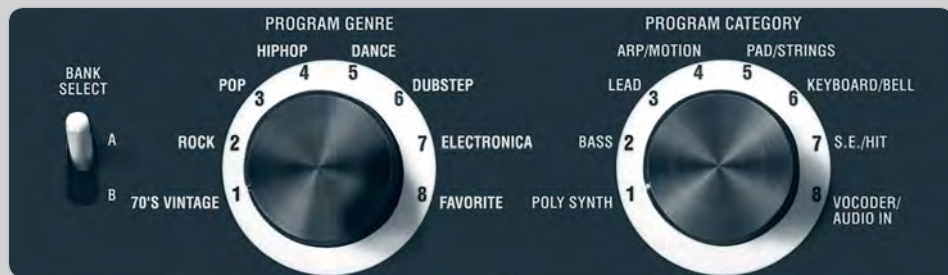 BANK
SELECT
A
B
PROGRAM GENRE
70'S VINTAGE 1
ROCK 2
POP 3
HIPHOP 4
DANCE 5
DUBSTEP 6
ELECTRONICA 7
FAVORITE 8
PROGRAM CATEGORY
POLY SYNTH 1
BASS 2
LEAD 3
ARP/MOTION 4
PAD/STRINGS 5
KEYBOARD/BELL 6
S.E./HIT 7
VOCODER/
AUDIO IN 8